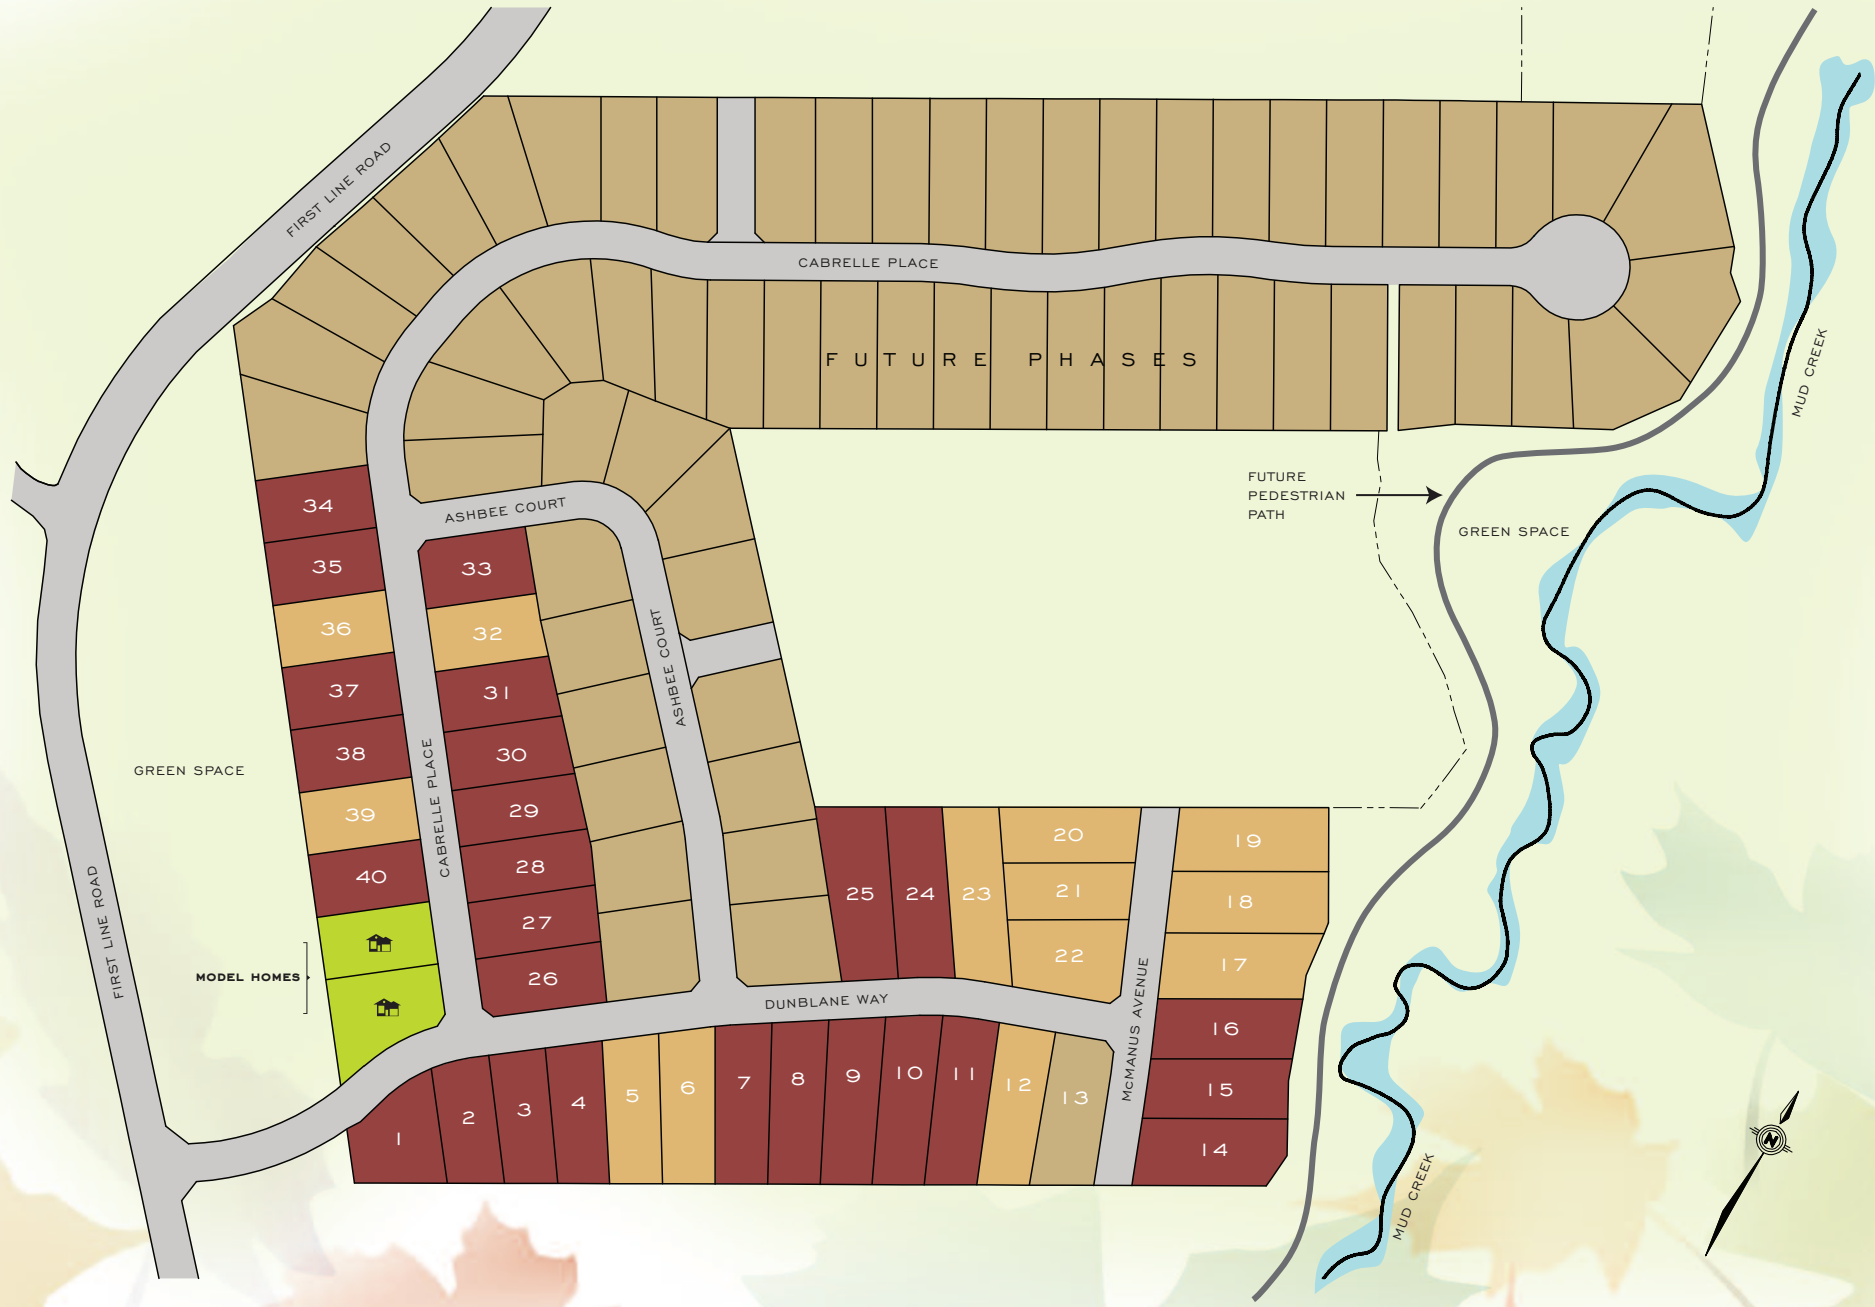 FIRST LINE ROAD
CABRELLE PLACE
FUTURE PHASES
MUD CREEK
FUTURE
PEDESTRIAN
PATH
GREEN SPACE
ASHBEE COURT
34
35
36
37
38
39
40
33
32
31
30
29
28
27
26
ASHBEE COURT
CABRELLE PLACE
GREEN SPACE
FIRST LINE ROAD
MODEL HOMES
25
24
23
20
21
22
19
18
17
16
15
14
DUNBLANE WAY
McMANUS AVENUE
1
2
3
4
5
6
7
8
9
10
11
12
13
MUD CREEK
N